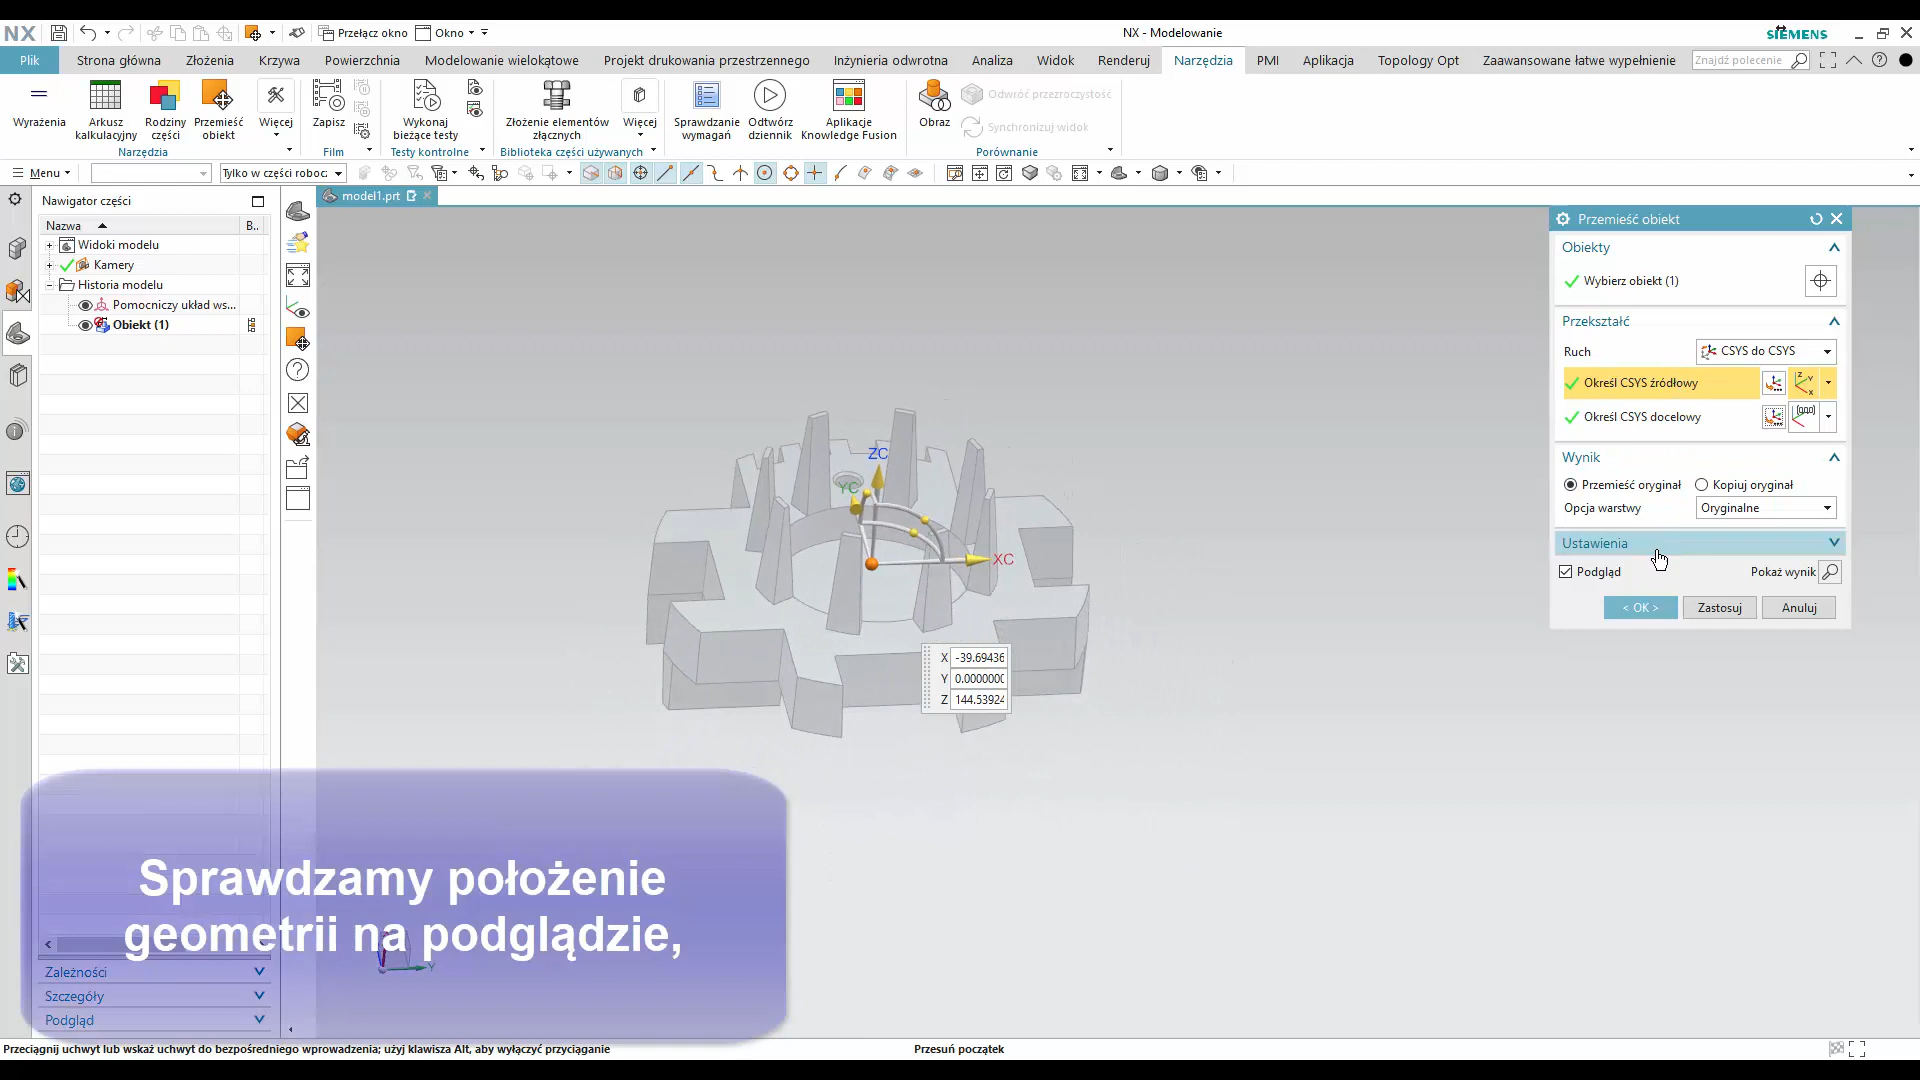 NX
Przełącz okno
Okno
NX - Modelowanie
SIEMENS
Plik
Strona główna
Złożenia
Krzywa
Powierzchnia
Modelowanie wielokątowe
Projekt drukowania przestrzennego
Inżynieria odwrotna
Analiza
Widok
Renderuj
Narzędzia
PMI
Aplikacja
Topology Opt
Zaawansowane łatwe wypełnienie
Znajdź polecenie
Wyrażenia
Arkusz
kalkulacyjny
Rodziny
części
Przemieść
obiekt
Więcej
Narzędzia
Zapisz
Film
Wykonaj
bieżące testy
Testy kontrolne
Złożenie elementów
złącznych
Więcej
Biblioteka części używanych
Sprawdzanie
wymagań
Odtwórz
dziennik
Aplikacje
Knowledge Fusion
Obraz
Odwróć przezroczystość
Synchronizuj widok
Porównanie
Menu
Tylko w części roboc:
Nawigator części
model1.prt
Nazwa
B..
Widoki modelu
Kamery
Historia modelu
Pomocniczy układ ws...
Obiekt (1)
Zależności
Szczegóły
Podgląd
ZC
YC
XC
X -39.69436
Y 0.0000000
Z 144.53924
Y
Przemieść obiekt
Obiekty
Wybierz obiekt (1)
Przekształć
Ruch
CSYS do CSYS
Określ CSYS źródłowy
Określ CSYS docelowy
Wynik
Przemieść oryginał
Kopiuj oryginał
Opcja warstwy
Oryginalne
Ustawienia
Podgląd
Pokaż wynik
< OK >
Zastosuj
Anuluj
Sprawdzamy położenie
geometrii na podglądzie,
Przeciągnij uchwyt lub wskaż uchwyt do bezpośredniego wprowadzenia; użyj klawisza Alt, aby wyłączyć przyciąganie
Przesuń początek